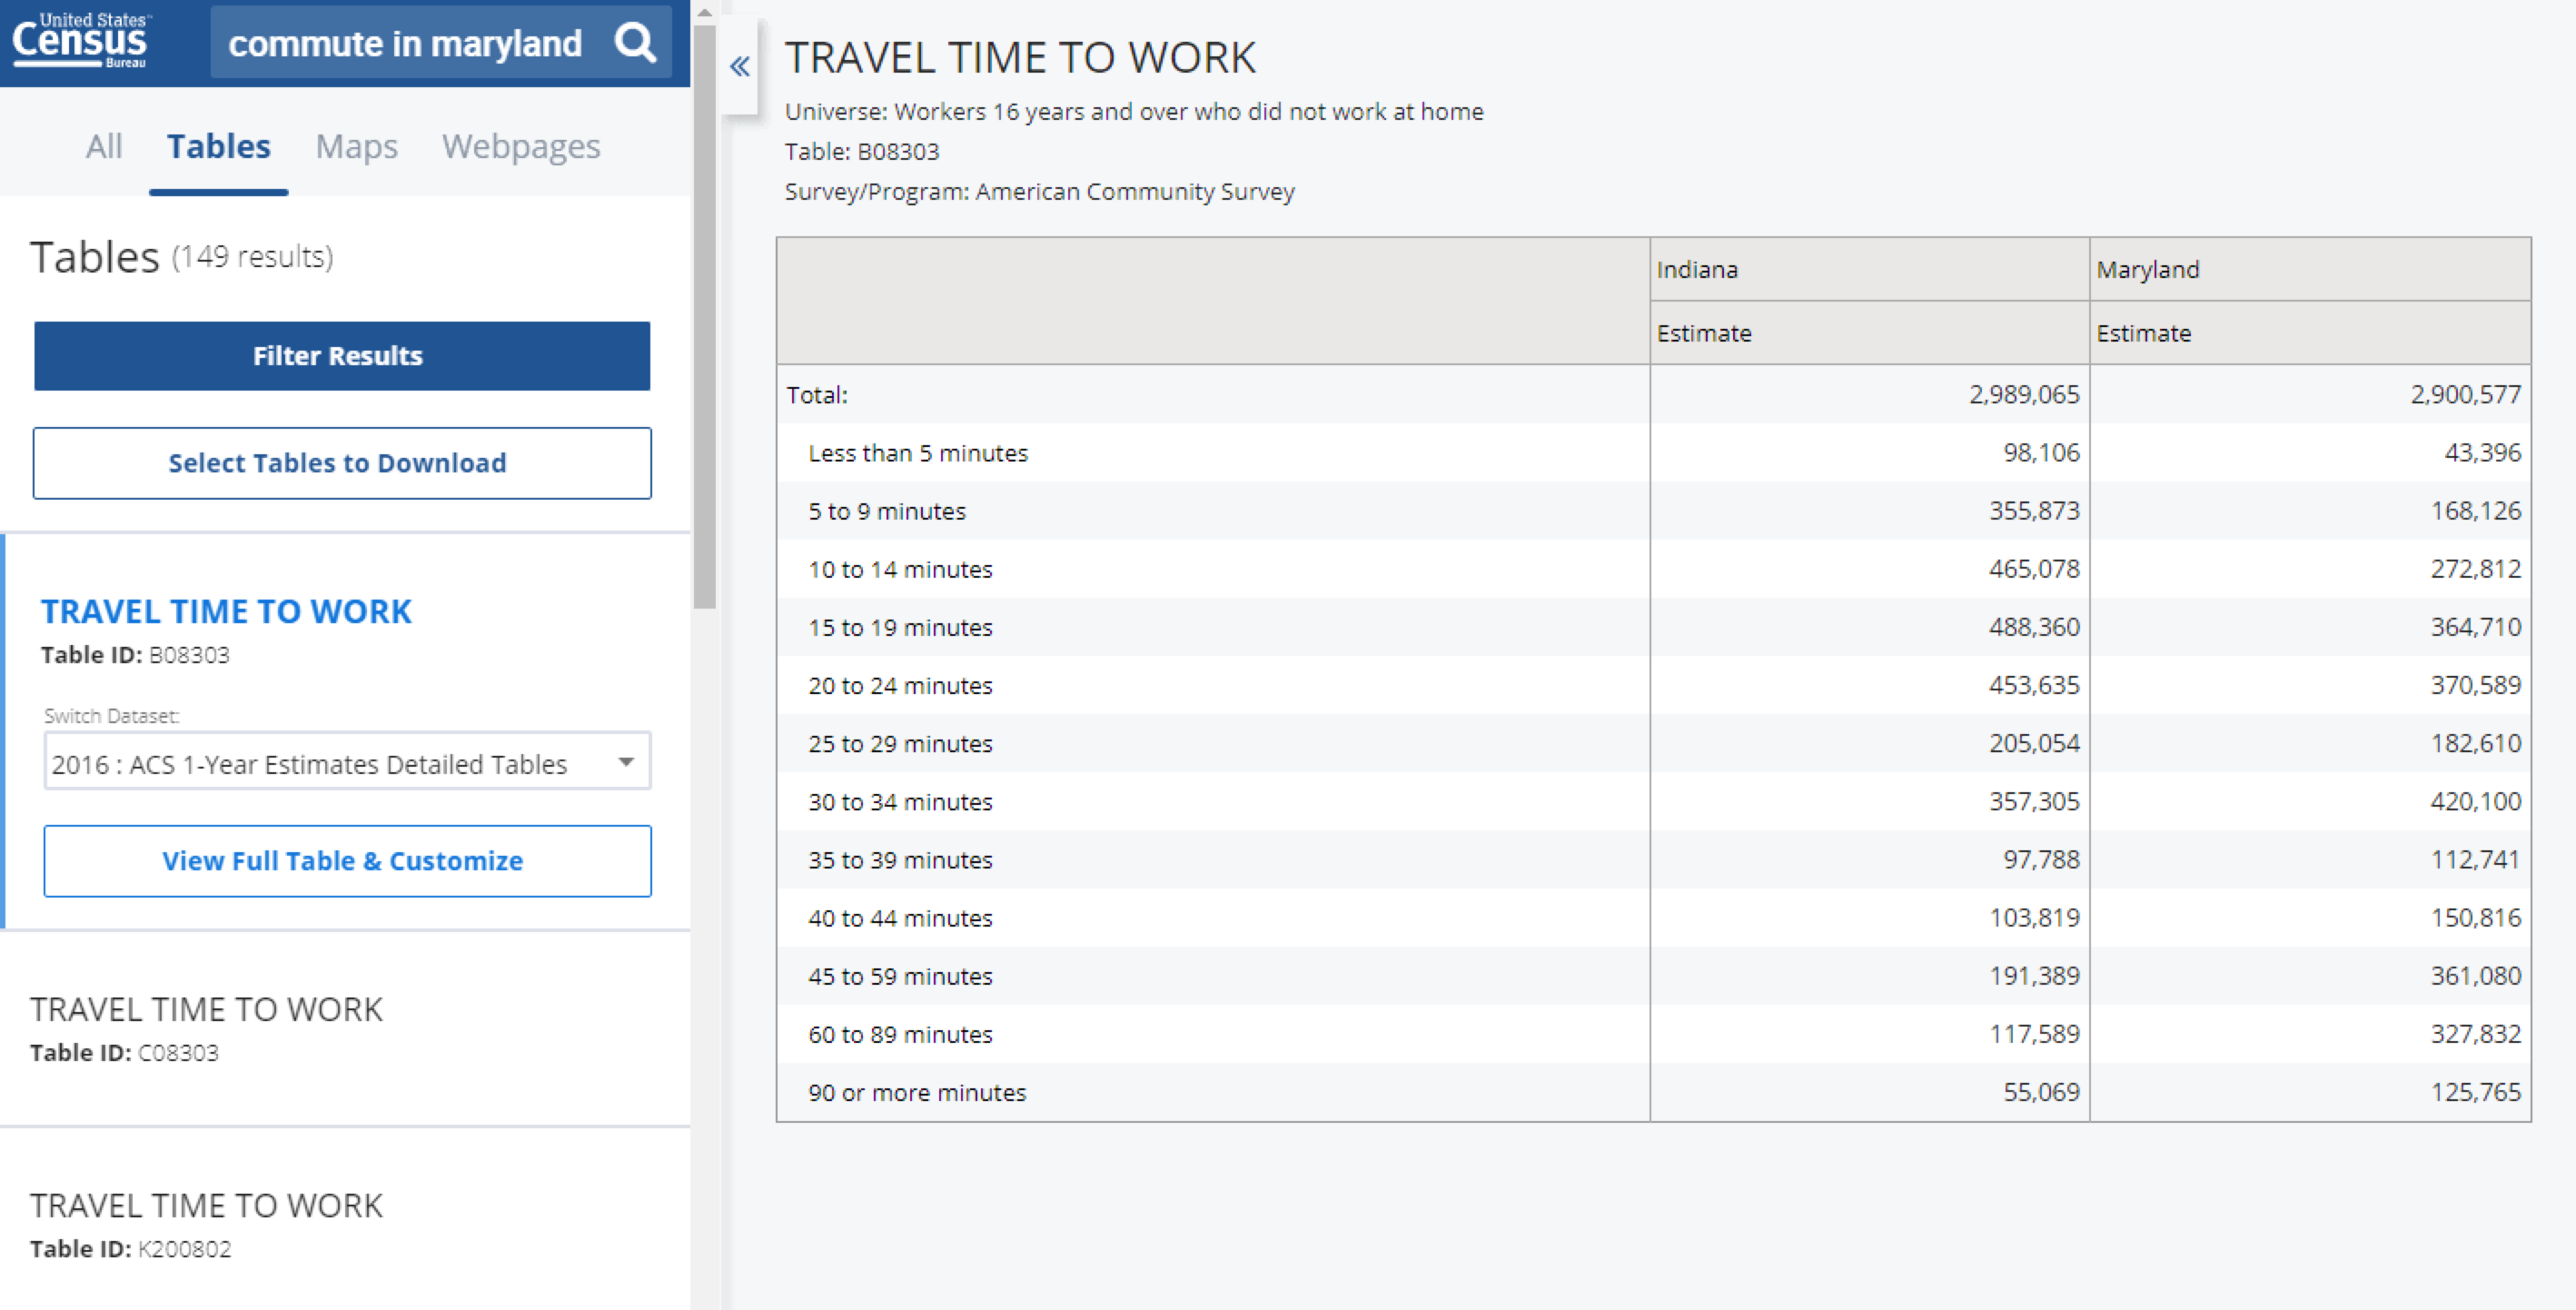 United States™
Census
Bureau
commute in maryland
All Tables Maps Webpages
Tables (149 results)
Filter Results
Select Tables to Download
TRAVEL TIME TO WORK
Table ID: B08303
Switch Dataset:
2016 : ACS 1-Year Estimates Detailed Tables
View Full Table & Customize
TRAVEL TIME TO WORK
Table ID: C08303
TRAVEL TIME TO WORK
Table ID: K200802
«
TRAVEL TIME TO WORK
Universe: Workers 16 years and over who did not work at home
Table: B08303
Survey/Program: American Community Survey
Indiana Maryland
Estimate Estimate
Total: 2,989,065 2,900,577
Less than 5 minutes 98,106 43,396
5 to 9 minutes 355,873 168,126
10 to 14 minutes 465,078 272,812
15 to 19 minutes 488,360 364,710
20 to 24 minutes 453,635 370,589
25 to 29 minutes 205,054 182,610
30 to 34 minutes 357,305 420,100
35 to 39 minutes 97,788 112,741
40 to 44 minutes 103,819 150,816
45 to 59 minutes 191,389 361,080
60 to 89 minutes 117,589 327,832
90 or more minutes 55,069 125,765